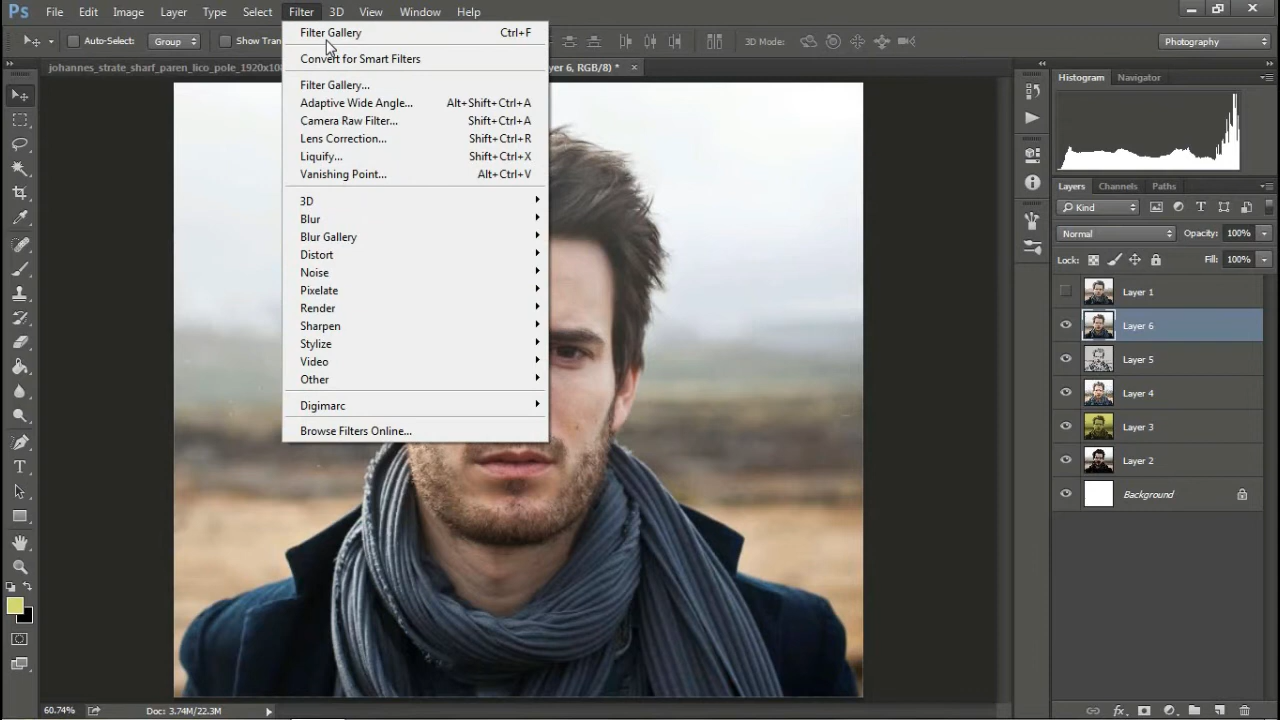 Ps File Edit Image Layer Type Select Filter 3D View Window Help
Auto-Select: Group Show Tran 3D Mode: Photography
johannes_strate_sharf_paren_lico_pole_1920x10 yer 6, RGB/8) *
Filter Gallery Ctrl+F
Convert for Smart Filters
Filter Gallery...
Adaptive Wide Angle... Alt+Shift+Ctrl+A
Camera Raw Filter... Shift+Ctrl+A
Lens Correction... Shift+Ctrl+R
Liquify... Shift+Ctrl+X
Vanishing Point... Alt+Ctrl+V
3D
Blur
Blur Gallery
Distort
Noise
Pixelate
Render
Sharpen
Stylize
Video
Other
Digimarc
Browse Filters Online...
Histogram Navigator
Layers Channels Paths
Kind
Normal Opacity: 100%
Lock: Fill: 100%
Layer 1
Layer 6
Layer 5
Layer 4
Layer 3
Layer 2
Background
60.74% Doc: 3.74M/22.3M